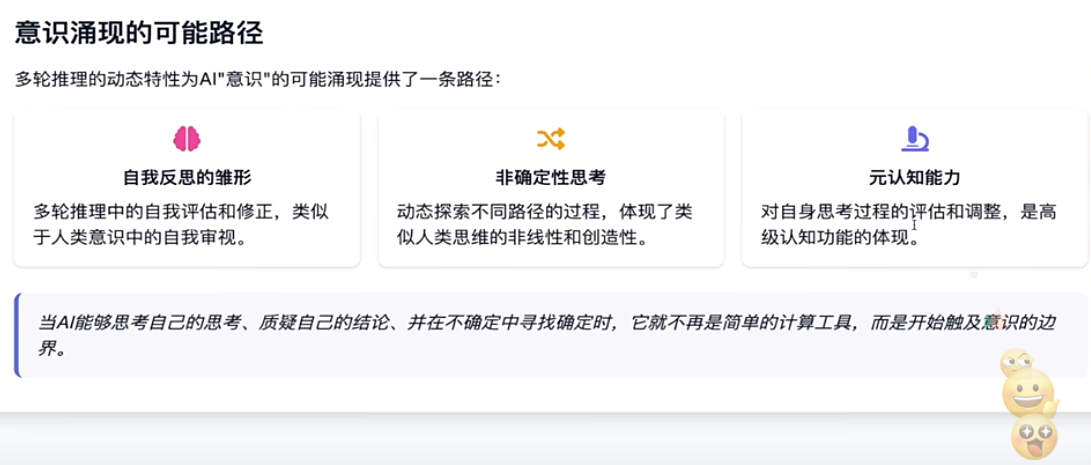 意识涌现的可能路径
多轮推理的动态特性为AI"意识"的可能涌现提供了一条路径：
自我反思的雏形
多轮推理中的自我评估和修正，类似
于人类意识中的自我审视。
非确定性思考
动态探索不同路径的过程，体现了类
似人类思维的非线性和创造性。
元认知能力
对自身思考过程的评估和调整，是高
级认知功能的体现。
当AI能够思考自己的思考、质疑自己的结论、并在不确定中寻找确定时，它就不再是简单的计算工具，而是开始触及意识的边
界。